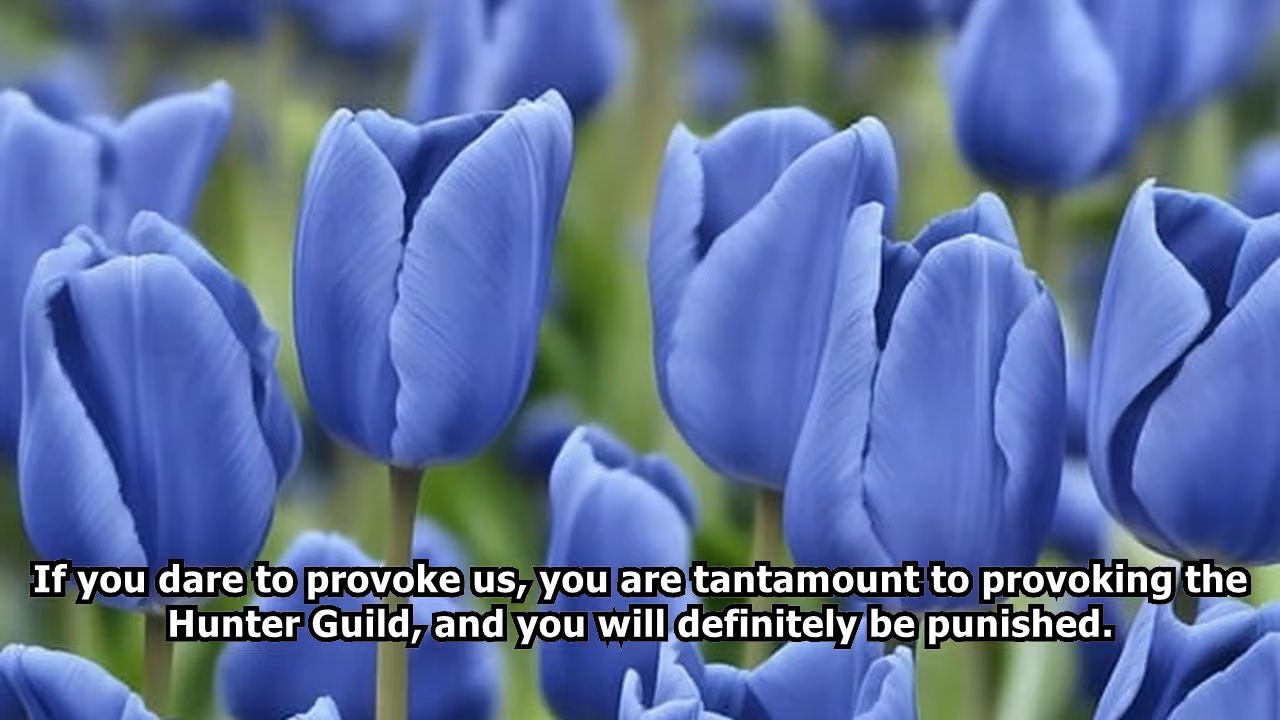 If you dare to provoke us, you are tantamount to provoking the
Hunter Guild, and you will definitely be punished.